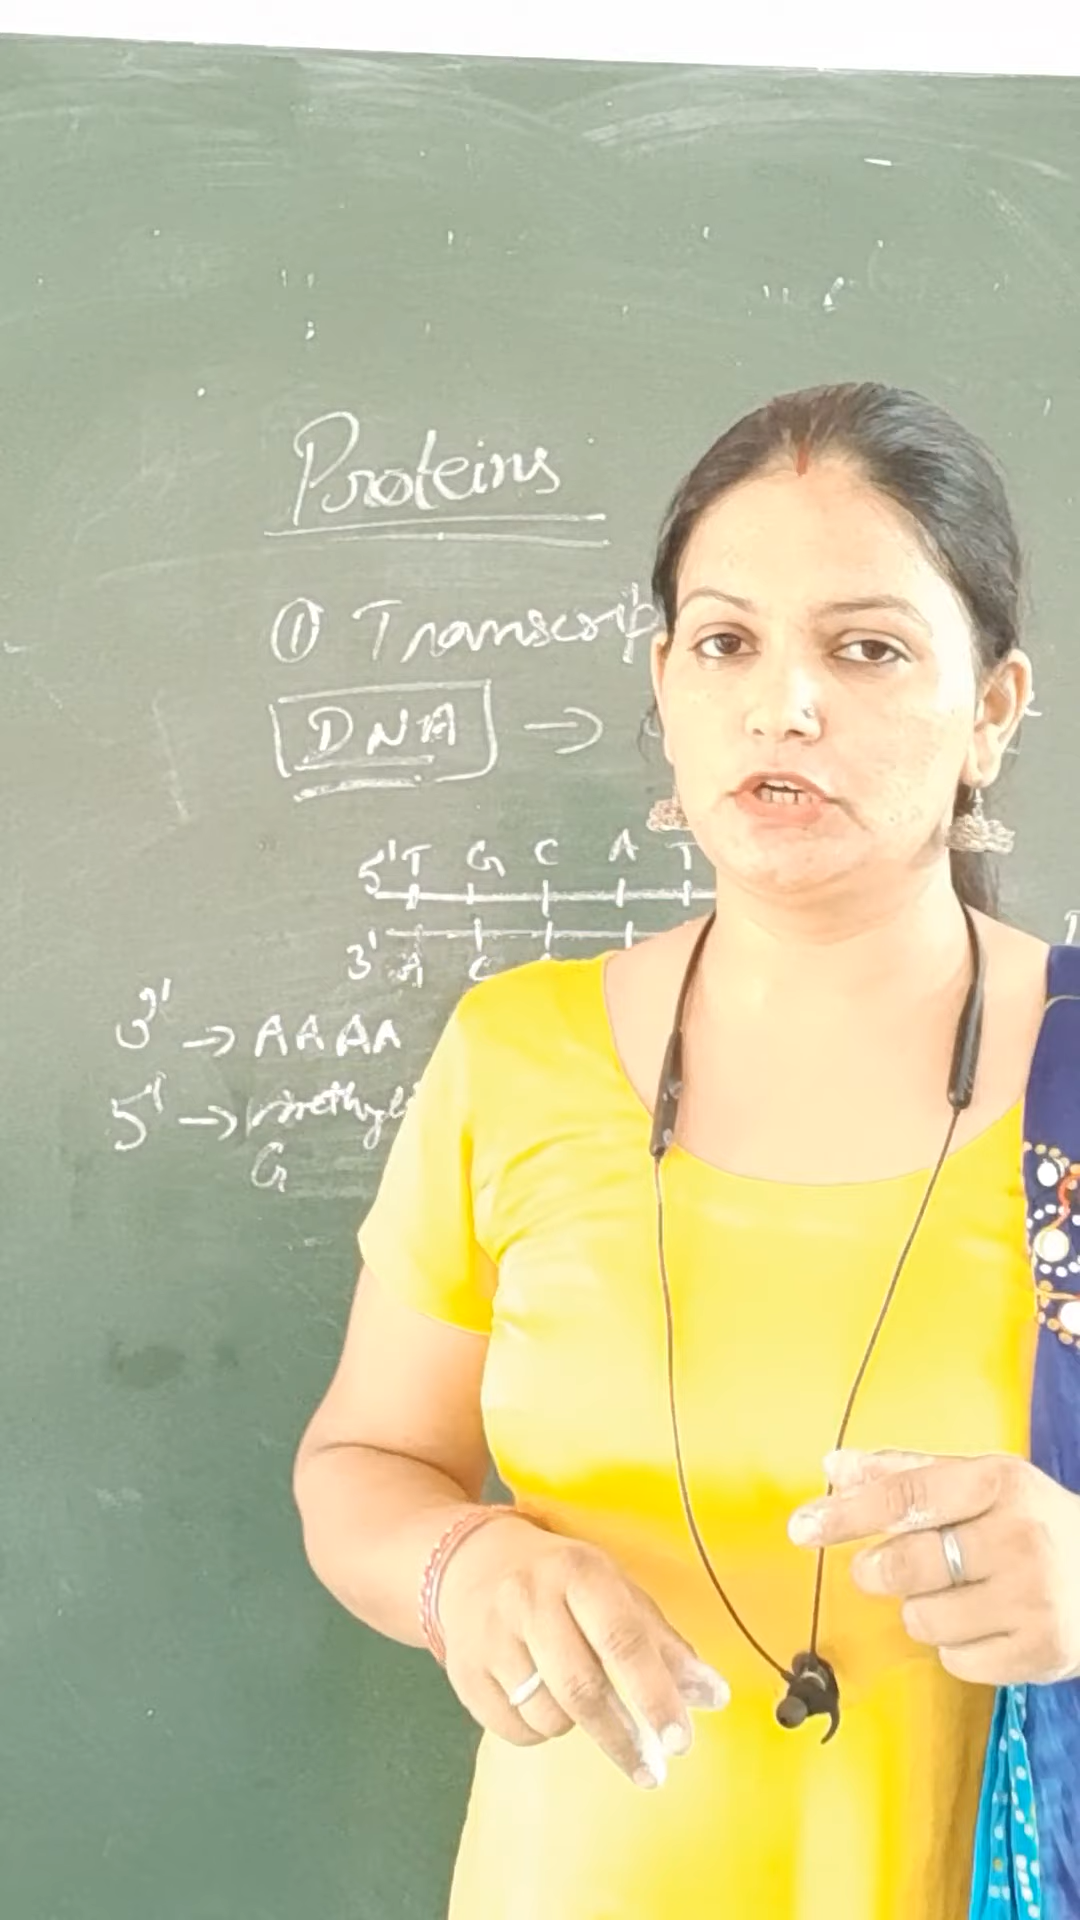 Proteins
① Transcrip
DNA →
5' T G C A T
3' A C
3' → AAAA
5' → methyl
G